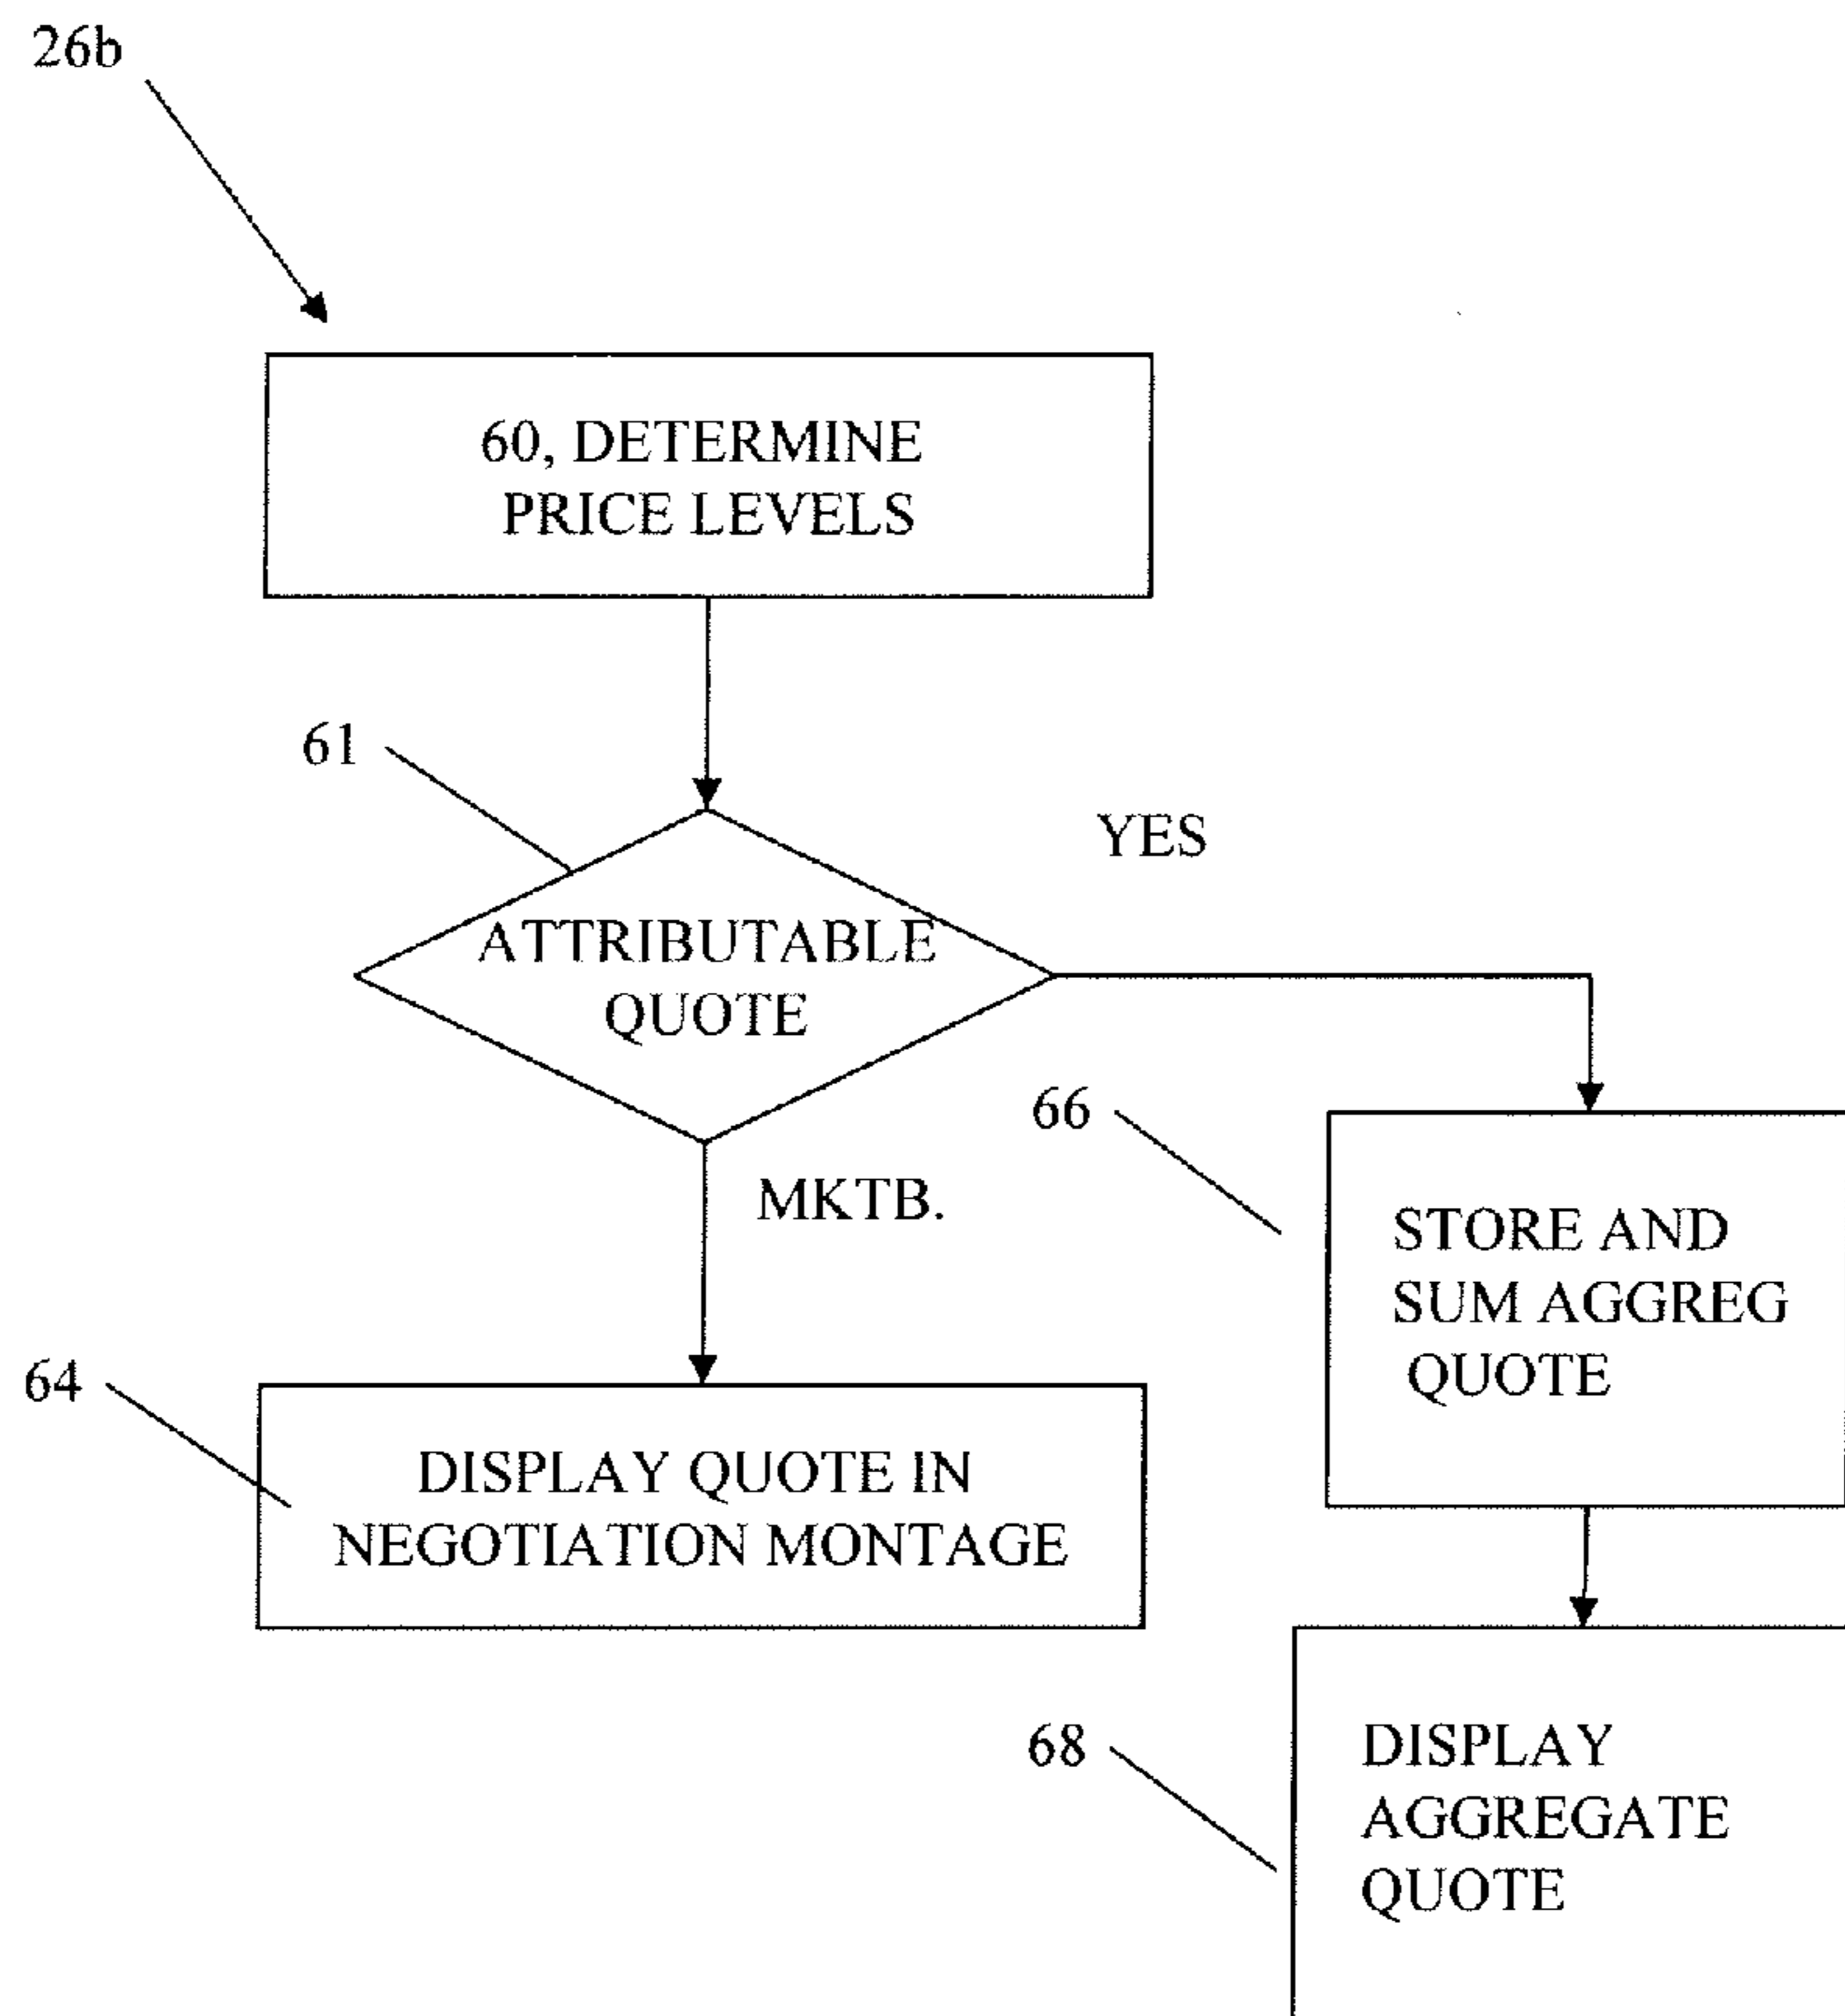 26b
60, DETERMINE
PRICE LEVELS
61
YES
ATTRIBUTABLE
QUOTE
66
MKTB.
STORE AND
SUM AGGREG
QUOTE
64
DISPLAY QUOTE IN
NEGOTIATION MONTAGE
68
DISPLAY
AGGREGATE
QUOTE